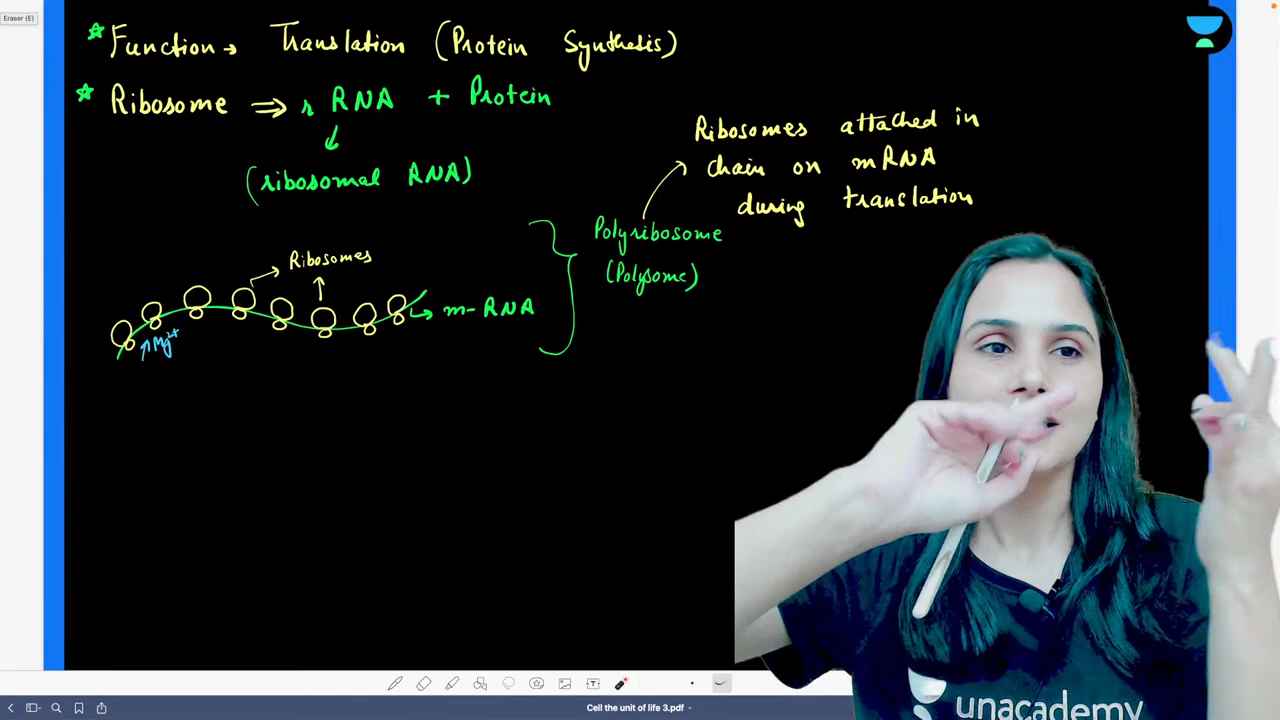 Eraser (E)
* Function → Translation (Protein Synthesis)
* Ribosome ⇒ r RNA + Protein
(ribosomal RNA)
Ribosomes attached in
chain on mRNA
during translation
Polyribosome
(Polysome)
Ribosomes
m-RNA
↑Mg²⁺
unacademy
Cell the unit of life 3.pdf